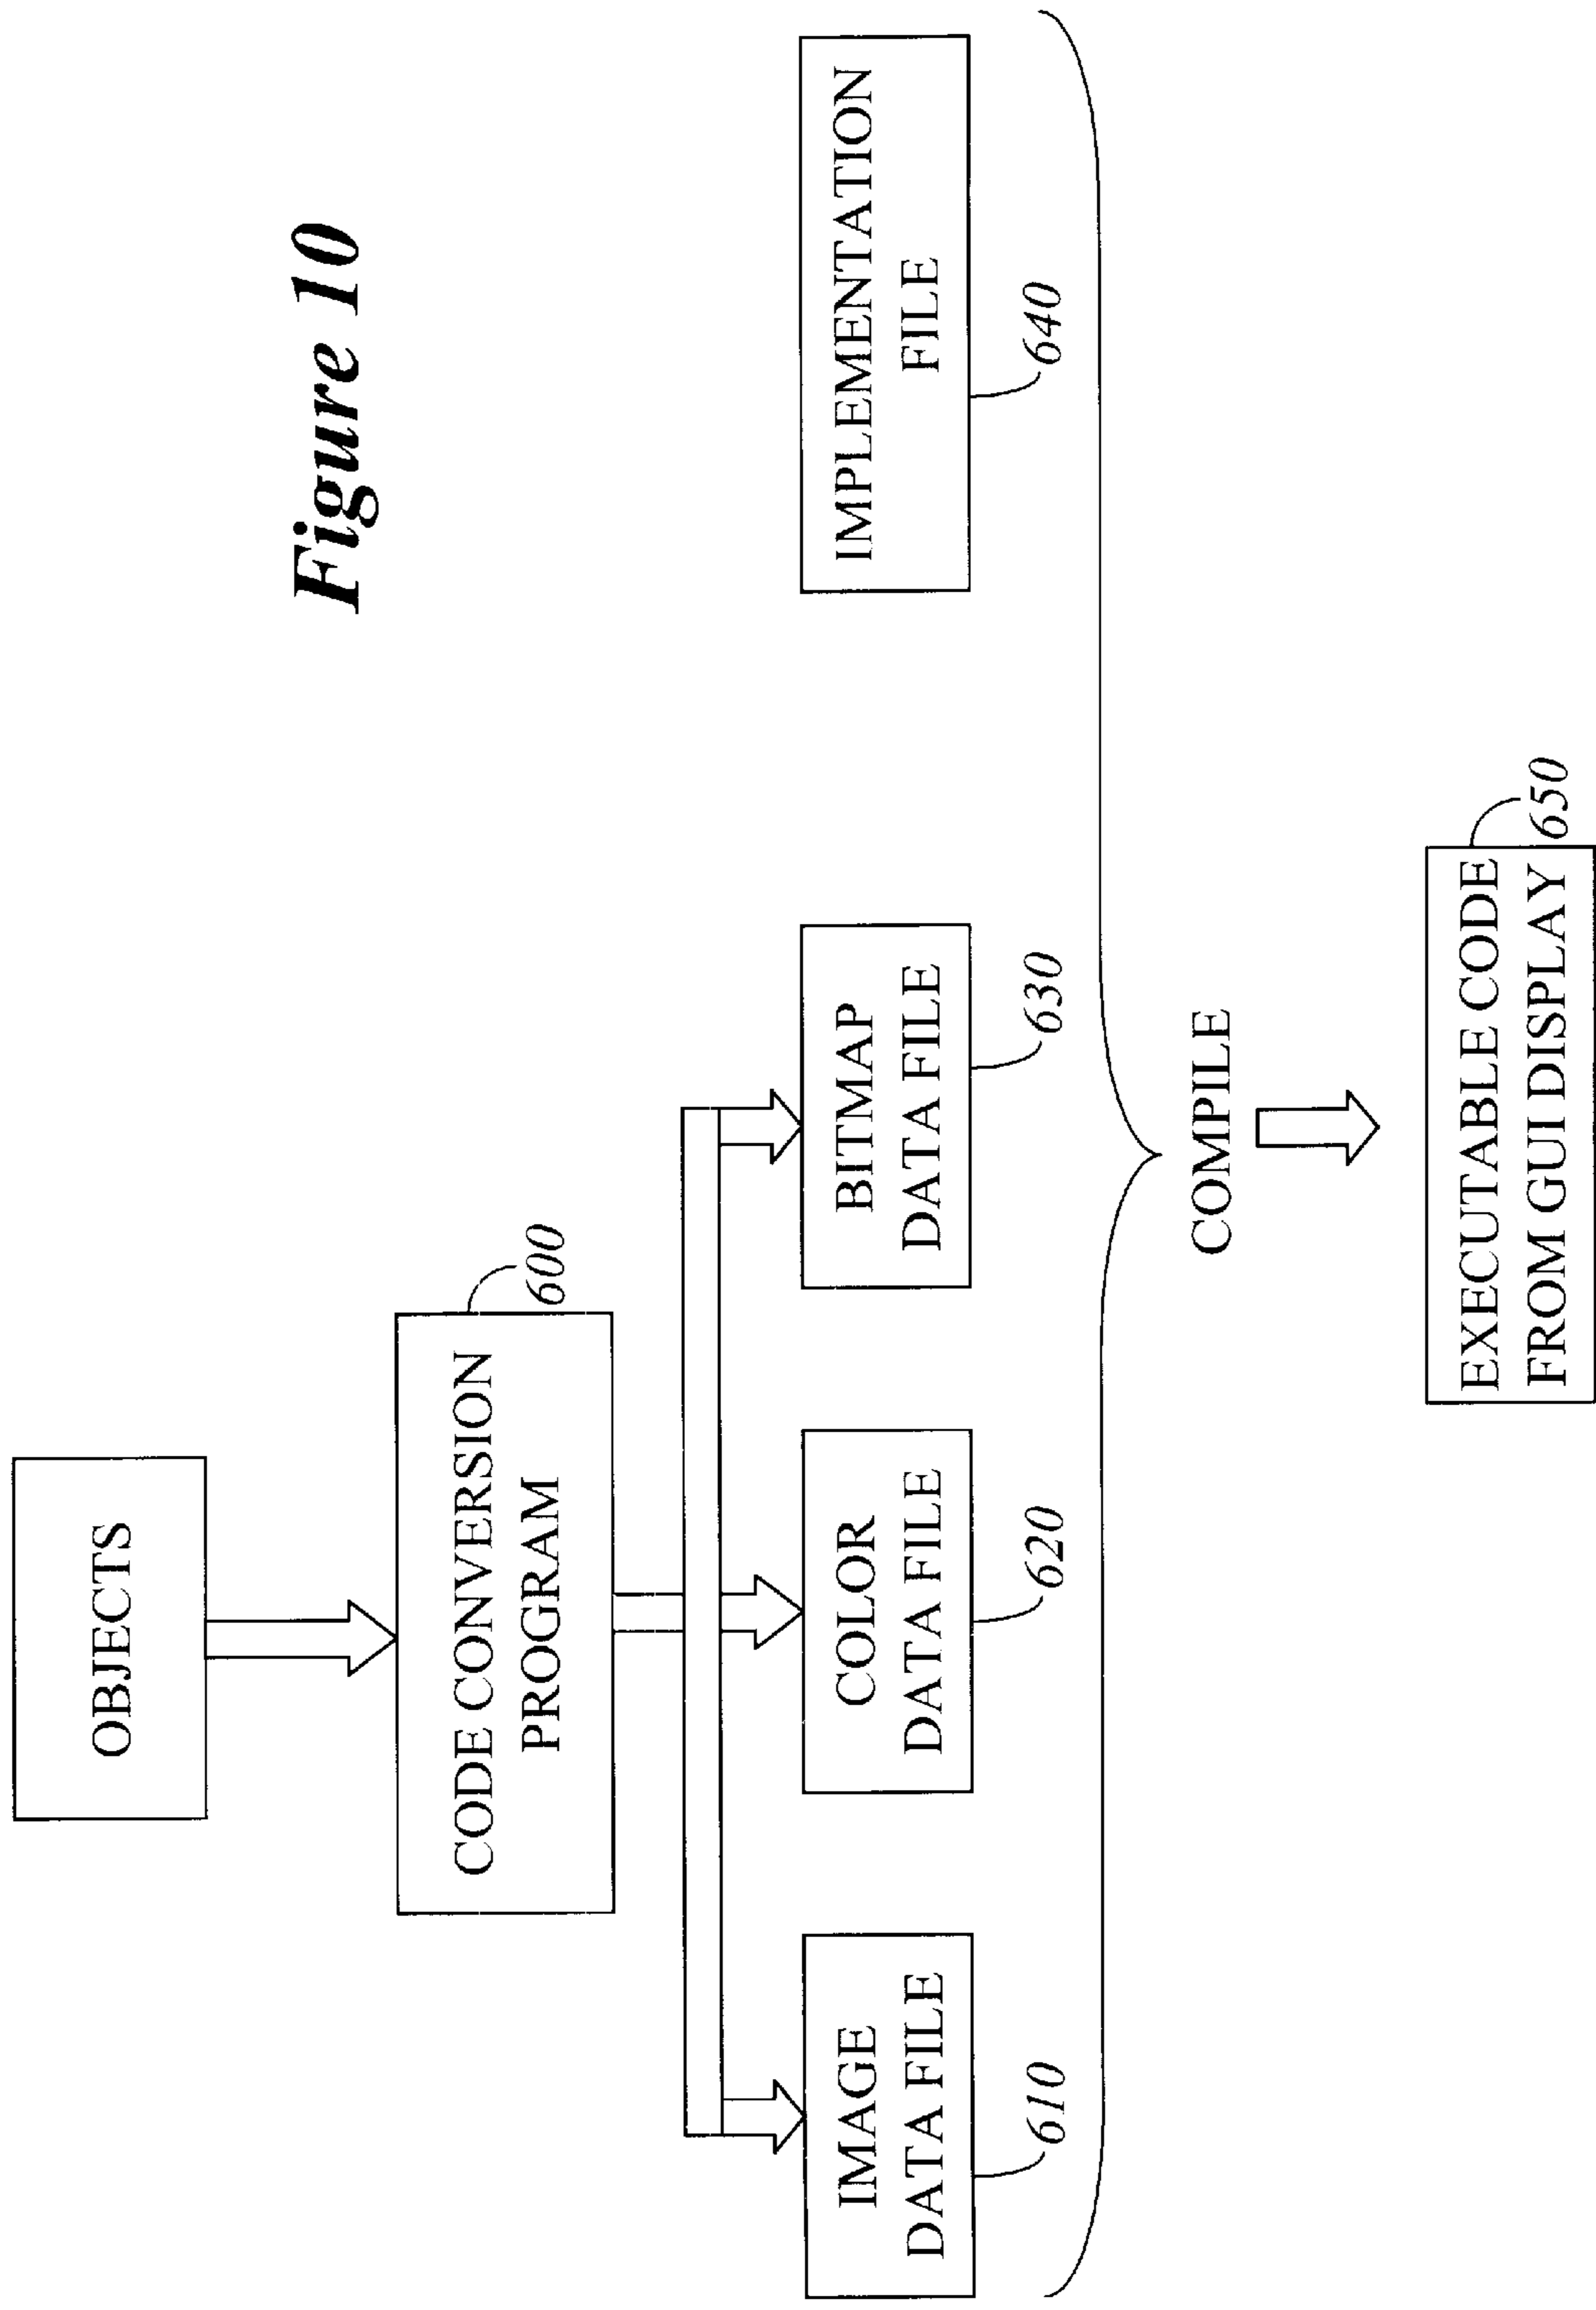 Figure 10
OBJECTS
CODE CONVERSION
PROGRAM
600
IMAGE
DATA FILE
610
COLOR
DATA FILE
620
BITMAP
DATA FILE
630
IMPLEMENTATION
FILE
640
COMPILE
EXECUTABLE CODE
FROM GUI DISPLAY
650